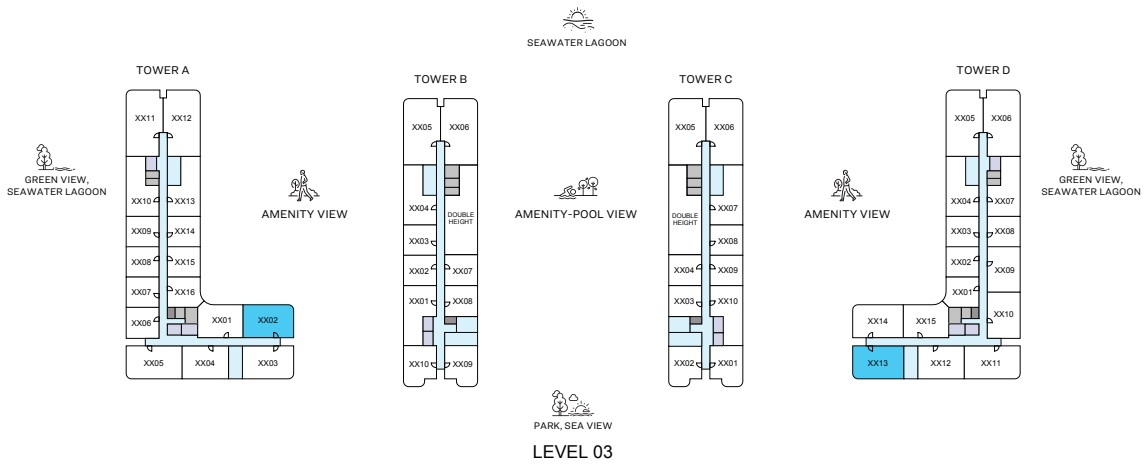 SEAWATER LAGOON
TOWER A
TOWER B
TOWER C
TOWER D
XX11
XX12
XX10
XX13
XX09
XX14
XX08
XX15
XX07
XX16
XX06
XX01
XX02
XX05
XX04
XX03
XX05
XX06
XX04
DOUBLE
HEIGHT
XX03
XX02
XX07
XX01
XX08
XX10
XX09
XX05
XX06
DOUBLE
HEIGHT
XX07
XX08
XX04
XX09
XX03
XX10
XX02
XX01
XX05
XX06
XX04
XX07
XX03
XX08
XX02
XX09
XX01
XX10
XX14
XX15
XX13
XX12
XX11
GREEN VIEW,
SEAWATER LAGOON
AMENITY VIEW
AMENITY-POOL VIEW
AMENITY VIEW
GREEN VIEW,
SEAWATER LAGOON
PARK, SEA VIEW
LEVEL 03